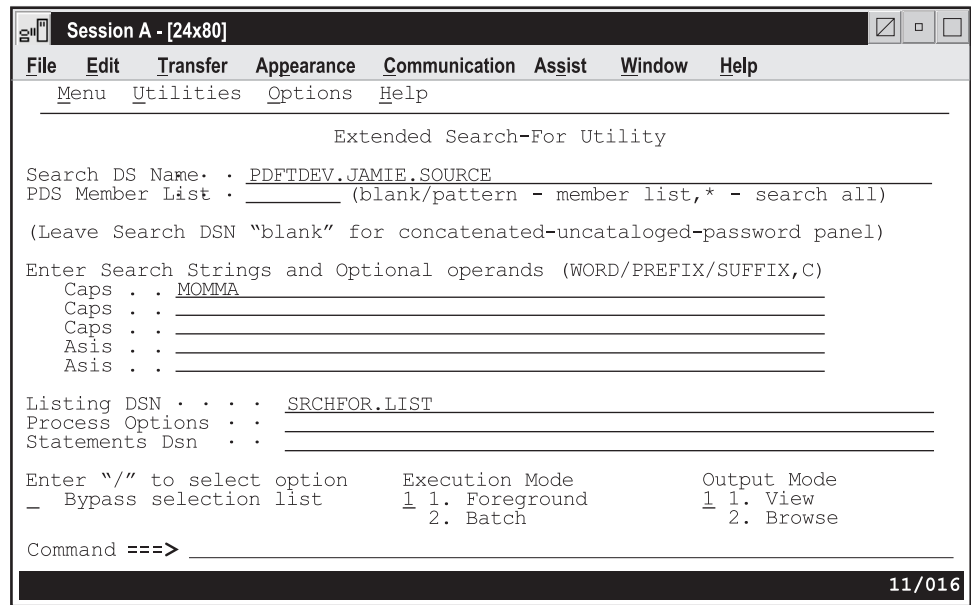 Session A - [24x80]
File Edit Transfer Appearance Communication Assist Window Help
Menu Utilities Options Help
Extended Search-For Utility
Search DS Name . . PDFTDEV.JAMIE.SOURCE
PDS Member List . (blank/pattern - member list,* - search all)
(Leave Search DSN “blank” for concatenated-uncataloged-password panel)
Enter Search Strings and Optional operands (WORD/PREFIX/SUFFIX,C)
Caps . . MOMMA
Caps . .
Caps . .
Asis . .
Asis . .
Listing DSN . . . . SRCHFOR.LIST
Process Options . .
Statements Dsn . .
Enter “/” to select option Execution Mode Output Mode
_ Bypass selection list 1 1. Foreground 1 1. View
2. Batch 2. Browse
Command ===>
11/016